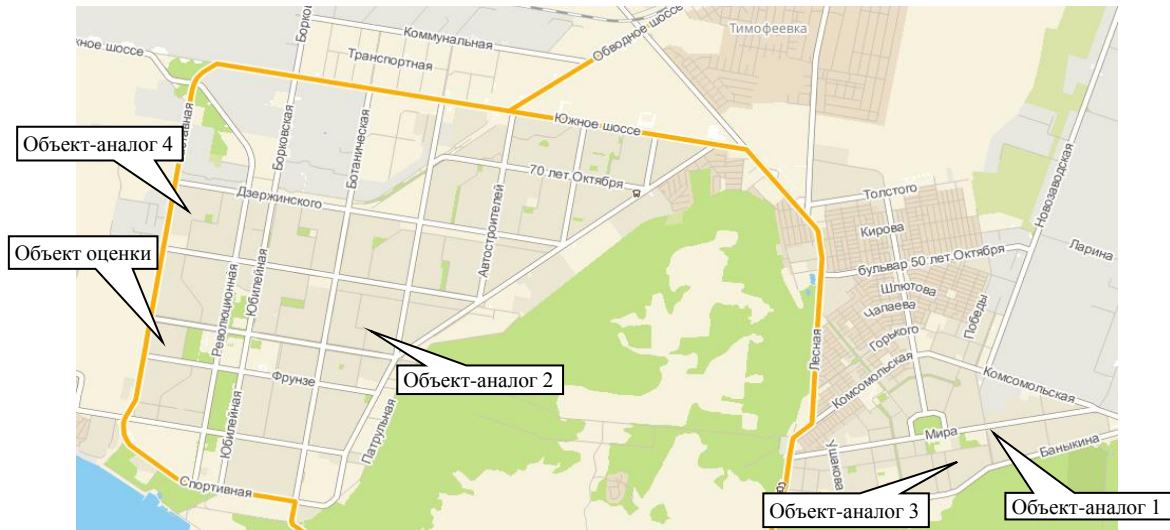 Коммунальная
Обводное шоссе
Тимофеевка
жное шоссе
Транспортная
Борков
Борковская
Ботаническая
Южное шоссе
70 лет Октября
Объект-аналог 4
Дзержинского
Автостроителей
Толстого
Новозаводская
Кирова
Ларина
бульвар 50 лет Октября
Объект оценки
Революционная
Юбилейная
Шлютова
Чапаева
Победы
Горького
Лесная
Фрунзе
Объект-аналог 2
Комсомольская
Комсомольская
Юбилейная
Патрульная
Мира
Баныкина
Ушакова
Спортивная
Объект-аналог 3
Объект-аналог 1